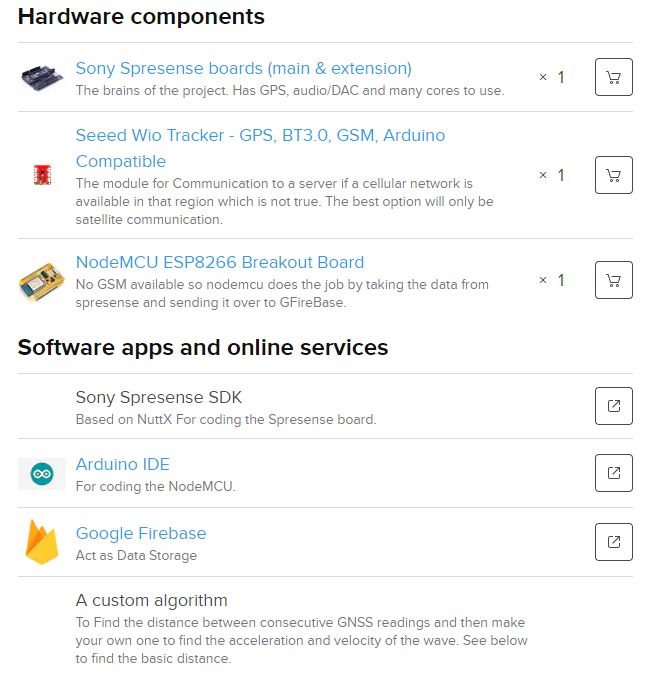 Hardware components
Sony Spresense boards (main & extension)
The brains of the project. Has GPS, audio/DAC and many cores to use.
× 1
Seeed Wio Tracker - GPS, BT3.0, GSM, Arduino
Compatible
The module for Communication to a server if a cellular network is
available in that region which is not true. The best option will only be
satellite communication.
× 1
NodeMCU ESP8266 Breakout Board
No GSM available so nodemcu does the job by taking the data from
spresense and sending it over to GFireBase.
× 1
Software apps and online services
Sony Spresense SDK
Based on NuttX For coding the Spresense board.
Arduino IDE
For coding the NodeMCU.
Google Firebase
Act as Data Storage
A custom algorithm
To Find the distance between consecutive GNSS readings and then make
your own one to find the acceleration and velocity of the wave. See below
to find the basic distance.